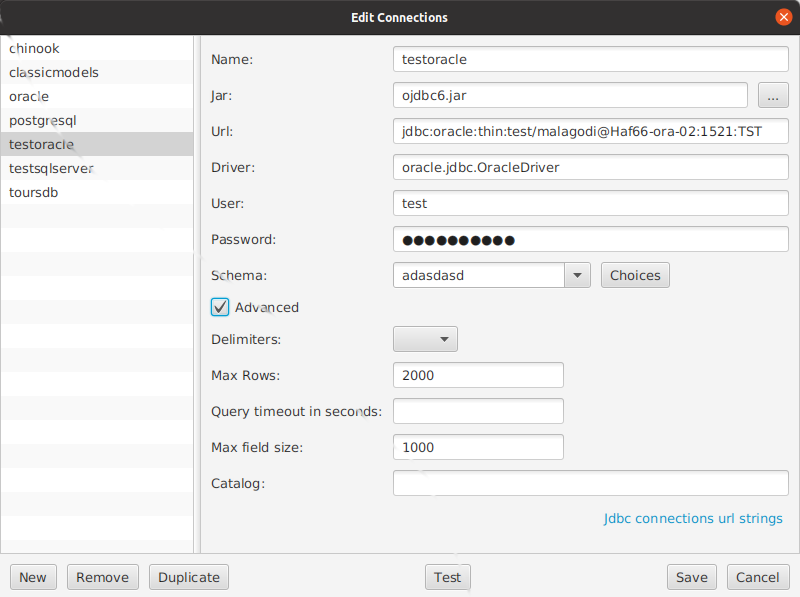 Edit Connections
chinook
classicmodels
oracle
postgresql
testoracle
testsqlserver
toursdb
Name: testoracle
Jar: ojdbc6.jar ...
Url: jdbc:oracle:thin:test/malagodi@Haf66-ora-02:1521:TST
Driver: oracle.jdbc.OracleDriver
User: test
Password: ●●●●●●●●●●
Schema: adasdasd Choices
Advanced
Delimiters:
Max Rows: 2000
Query timeout in seconds:
Max field size: 1000
Catalog:
Jdbc connections url strings
New Remove Duplicate Test Save Cancel